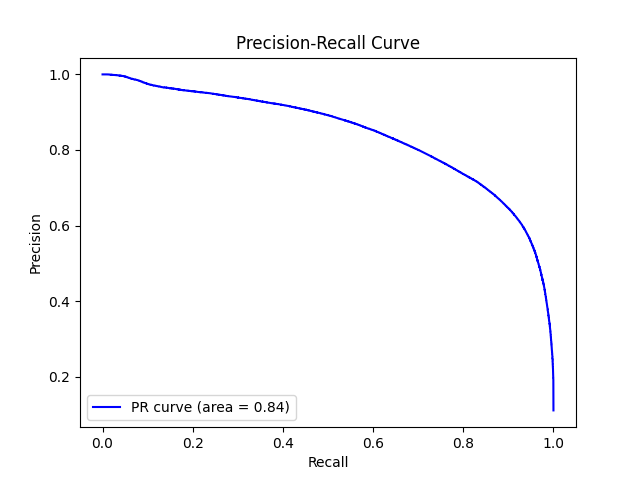 Precision-Recall Curve
1.0
0.8
0.6
0.4
0.2
Precision
PR curve (area = 0.84)
0.0 0.2 0.4 0.6 0.8 1.0
Recall